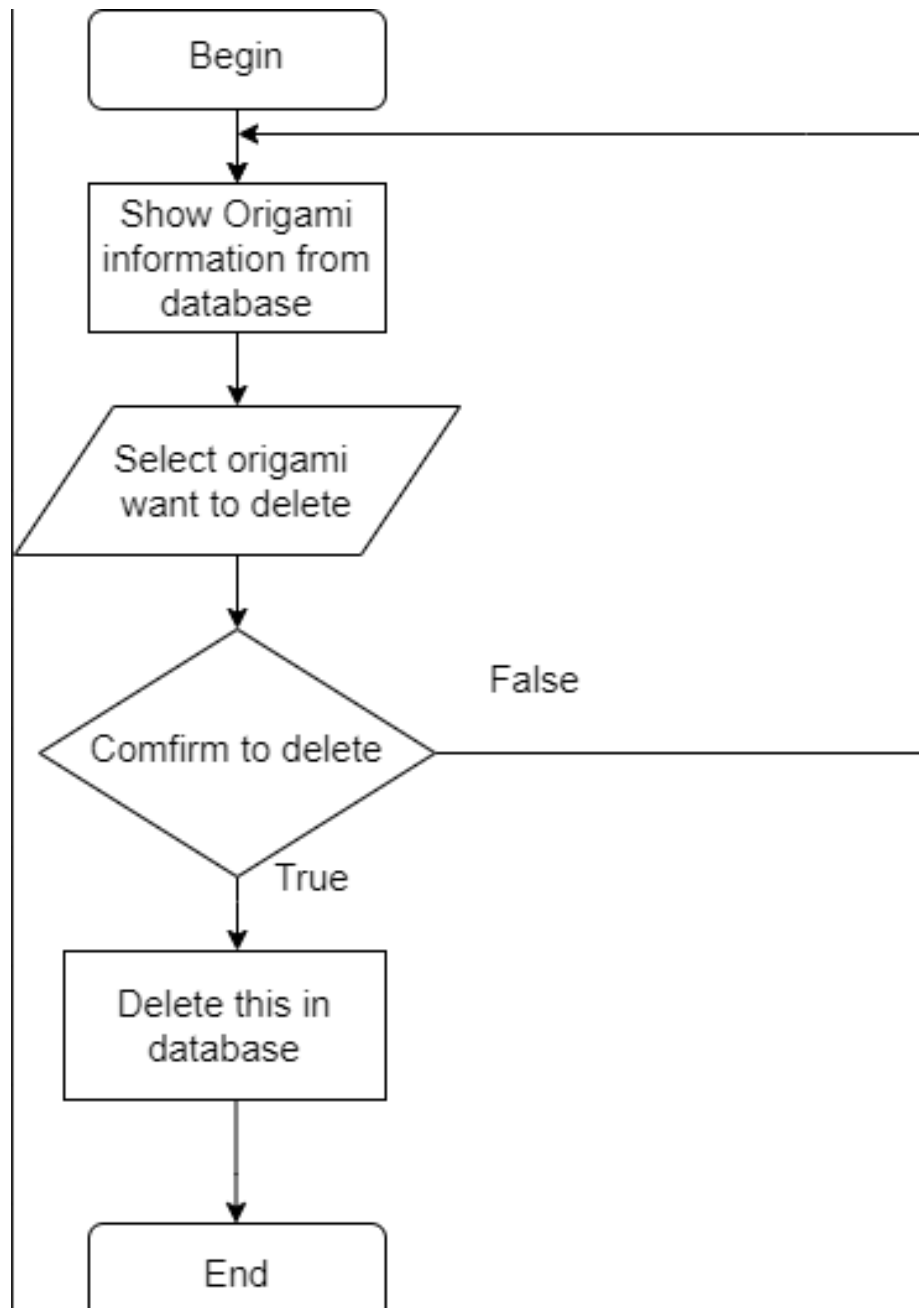 Begin
Show Origami
information from
database
Select origami
want to delete
False
Comfirm to delete
True
Delete this in
database
End